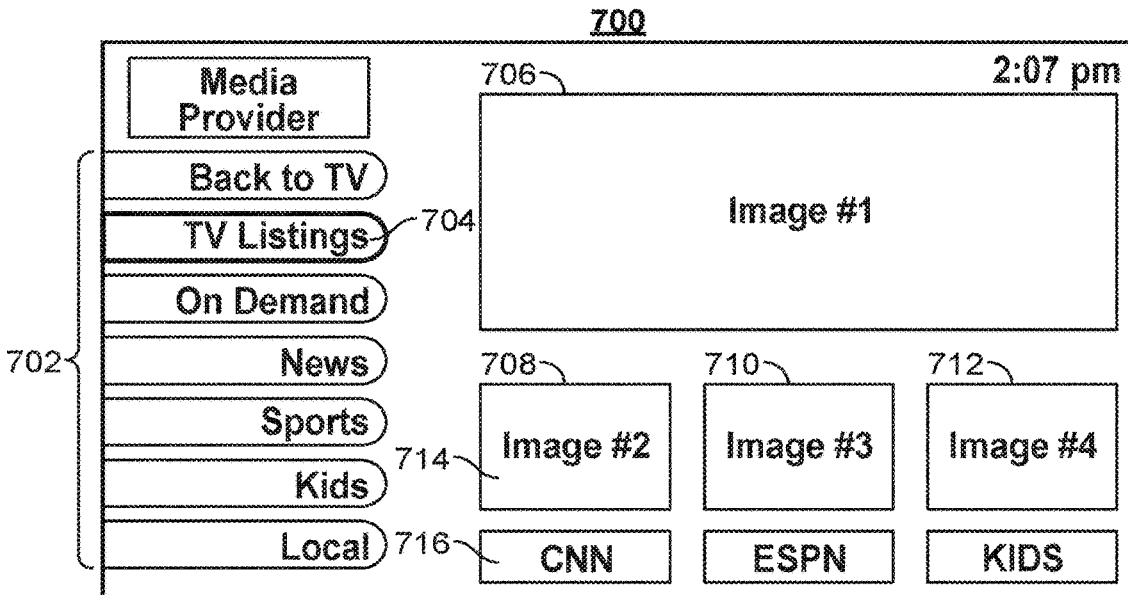 700
2:07 pm
Media
Provider
702
Back to TV
TV Listings
704
On Demand
News
Sports
Kids
Local
706
Image #1
708
710
712
Image #2
Image #3
Image #4
714
716
CNN
ESPN
KIDS